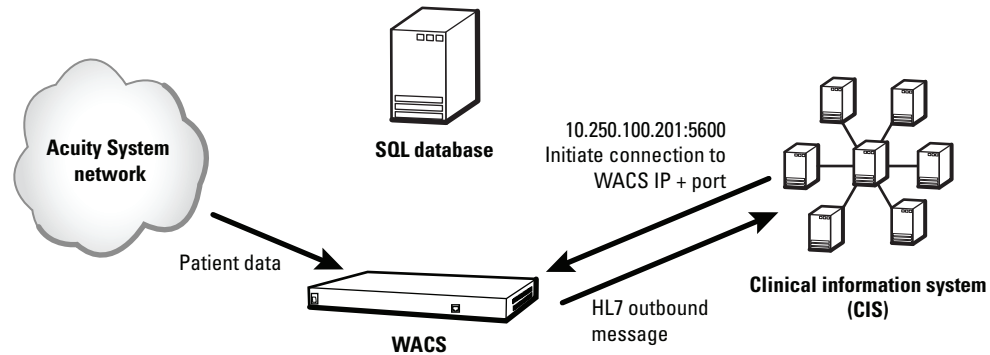 Acuity System
network
SQL database
10.250.100.201:5600
Initiate connection to
WACS IP + port
Patient data
HL7 outbound
message
WACS
Clinical information system
(CIS)